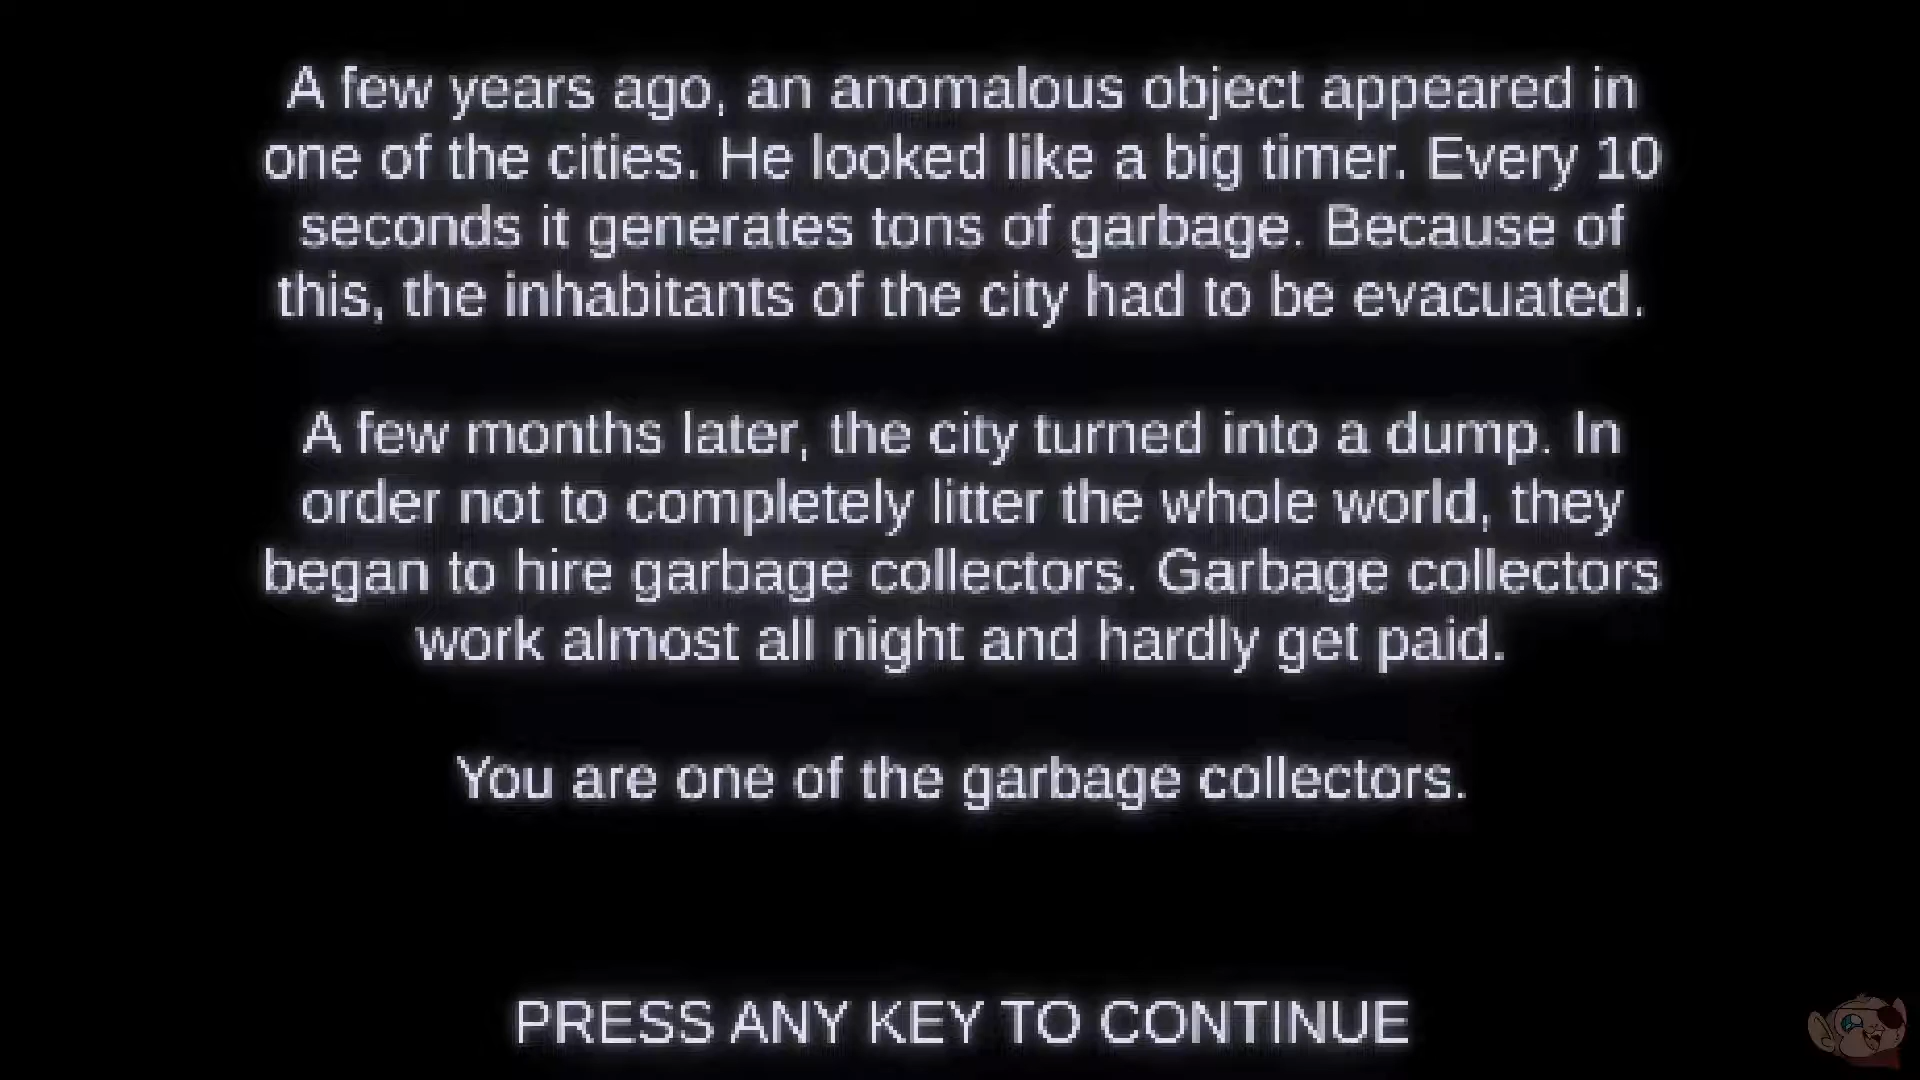 A few years ago, an anomalous object appeared in
one of the cities. He looked like a big timer. Every 10
seconds it generates tons of garbage. Because of
this, the inhabitants of the city had to be evacuated.
A few months later, the city turned into a dump. In
order not to completely litter the whole world, they
began to hire garbage collectors. Garbage collectors
work almost all night and hardly get paid.
You are one of the garbage collectors.
PRESS ANY KEY TO CONTINUE